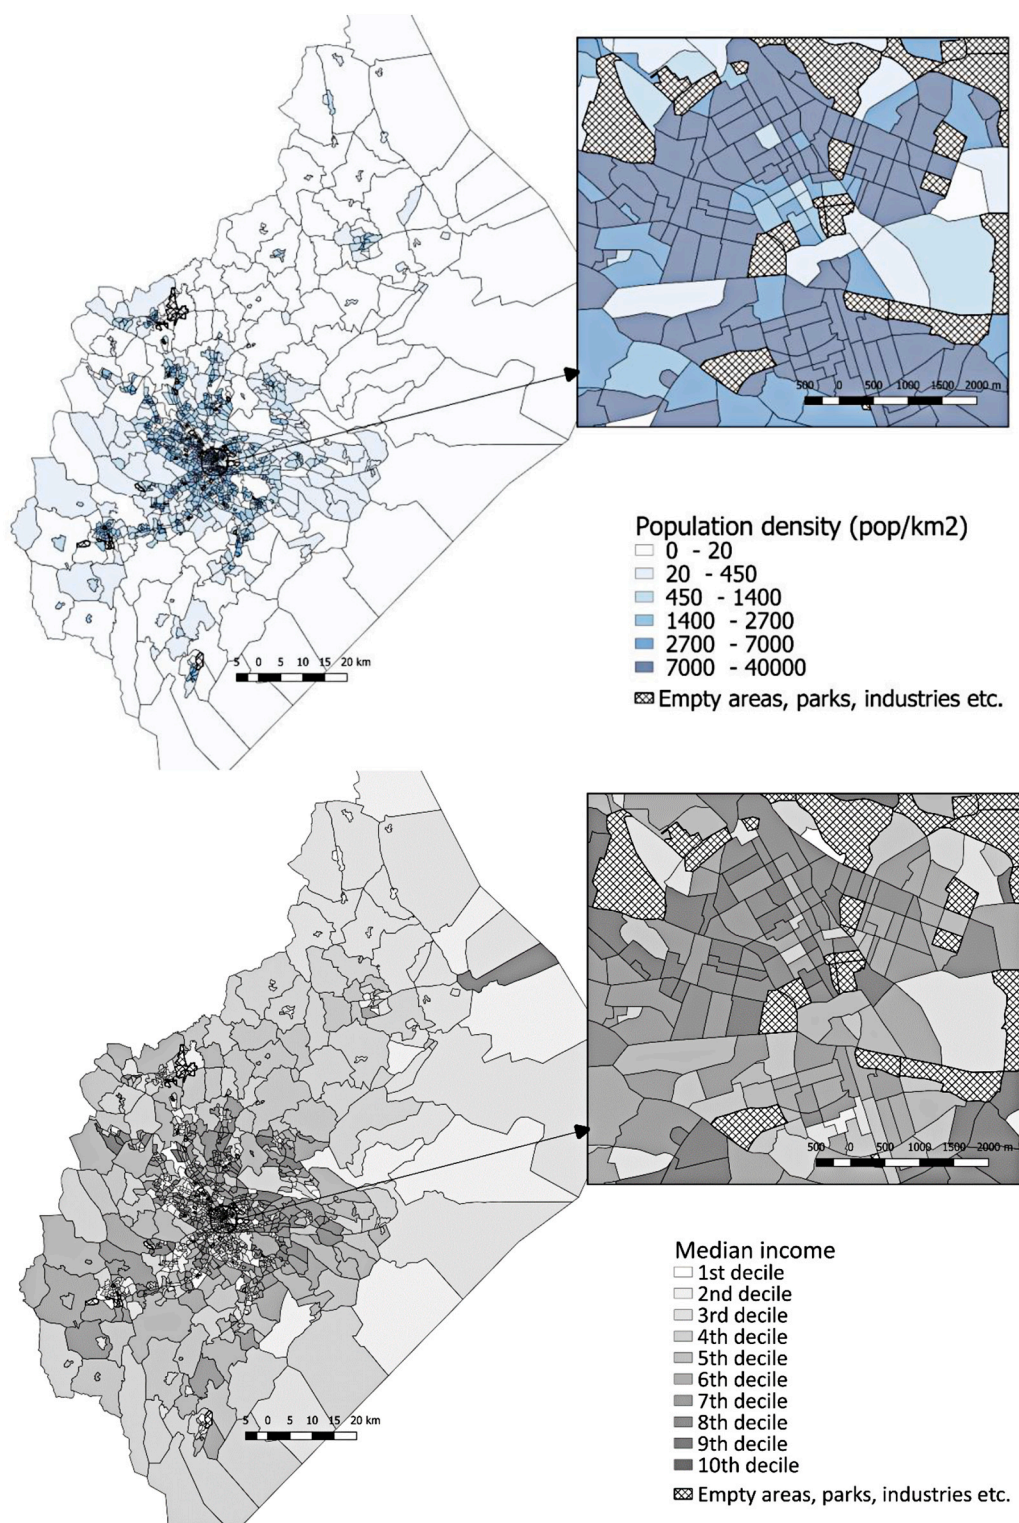 500 0 500 1000 1500 2000 m
Population density (pop/km2)
0 - 20
20 - 450
450 - 1400
1400 - 2700
2700 - 7000
7000 - 40000
Empty areas, parks, industries etc.
5 0 5 10 15 20 km
500 0 500 1000 1500 2000 m
Median income
1st decile
2nd decile
3rd decile
4th decile
5th decile
6th decile
7th decile
8th decile
9th decile
10th decile
Empty areas, parks, industries etc.
5 0 5 10 15 20 km